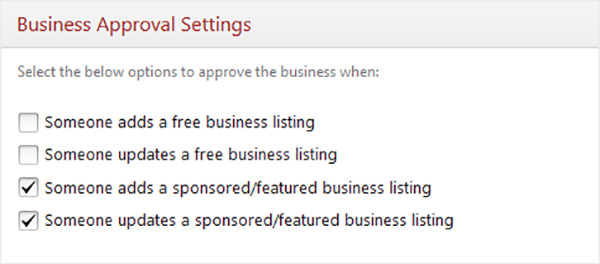 Business Approval Settings
Select the below options to approve the business when:
Someone adds a free business listing
Someone updates a free business listing
Someone adds a sponsored/featured business listing
Someone updates a sponsored/featured business listing